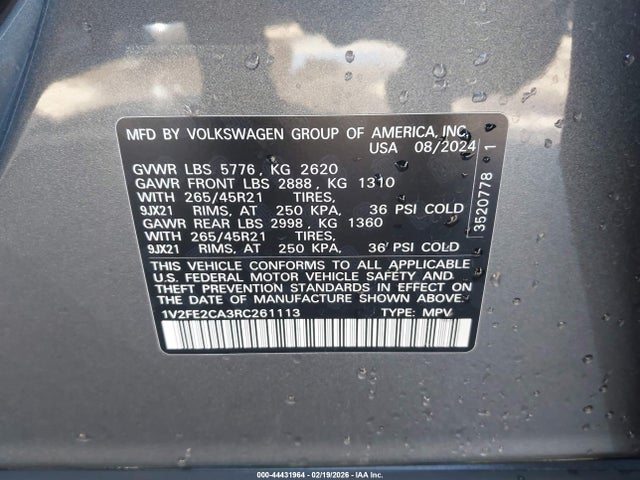 MFD BY VOLKSWAGEN GROUP OF AMERICA, INC.
USA 08/2024
GVWR LBS 5776 , KG 2620
GAWR FRONT LBS 2888 , KG 1310
WITH 265/45R21 TIRES,
9JX21 RIMS, AT 250 KPA, 36 PSI COLD
GAWR REAR LBS 2998 , KG 1360
WITH 265/45R21 TIRES,
9JX21 RIMS, AT 250 KPA, 36 PSI COLD
THIS VEHICLE CONFORMS TO ALL APPLICABLE
U.S. FEDERAL MOTOR VEHICLE SAFETY AND
THEFT PREVENTION STANDARDS IN EFFECT ON
THE DATE OF MANUFACTURE SHOWN ABOVE.
1V2FE2CA3RC261113 TYPE: MPV
3520778 1
000-44431964 - 02/19/2026 - IAA Inc.